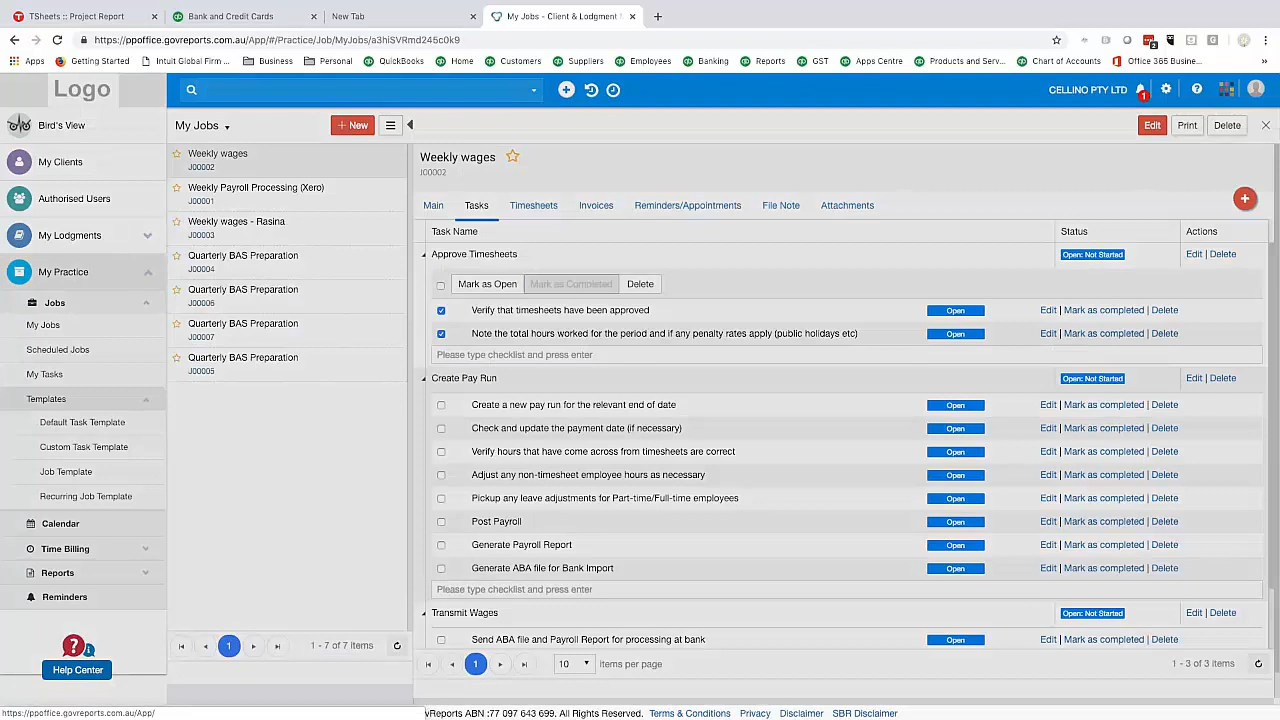 TSheets :: Project Report
Bank and Credit Cards
New Tab
My Jobs - Client & Lodgment
https://ppoffice.govreports.com.au/App/#/Practice/Job/MyJobs/a3hiSVRmd245c0k9
2
Apps
Getting Started
Intuit Global Firm ...
Business
Personal
QuickBooks
Home
Customers
Suppliers
Employees
Banking
Reports
GST
Apps Centre
Products and Serv...
Chart of Accounts
Office 365 Busine...
Logo
CELLINO PTY LTD
1
Bird's View
My Clients
Authorised Users
My Lodgments
My Practice
Jobs
My Jobs
Scheduled Jobs
My Tasks
Templates
Default Task Template
Custom Task Template
Job Template
Recurring Job Template
Calendar
Time Billing
Reports
Reminders
Help Center
My Jobs
+ New
Weekly wages
J00002
Weekly Payroll Processing (Xero)
J00001
Weekly wages - Rasina
J00003
Quarterly BAS Preparation
J00004
Quarterly BAS Preparation
J00006
Quarterly BAS Preparation
J00007
Quarterly BAS Preparation
J00005
1
1 - 7 of 7 items
Edit
Print
Delete
Weekly wages
J00002
Main
Tasks
Timesheets
Invoices
Reminders/Appointments
File Note
Attachments
Task Name
Status
Actions
Approve Timesheets
Open: Not Started
Edit | Delete
Mark as Open
Mark as Completed
Delete
Verify that timesheets have been approved
Open
Edit | Mark as completed | Delete
Note the total hours worked for the period and if any penalty rates apply (public holidays etc)
Open
Edit | Mark as completed | Delete
Please type checklist and press enter
Create Pay Run
Open: Not Started
Edit | Delete
Create a new pay run for the relevant end of date
Open
Edit | Mark as completed | Delete
Check and update the payment date (if necessary)
Open
Edit | Mark as completed | Delete
Verify hours that have come across from timesheets are correct
Open
Edit | Mark as completed | Delete
Adjust any non-timesheet employee hours as necessary
Open
Edit | Mark as completed | Delete
Pickup any leave adjustments for Part-time/Full-time employees
Open
Edit | Mark as completed | Delete
Post Payroll
Open
Edit | Mark as completed | Delete
Generate Payroll Report
Open
Edit | Mark as completed | Delete
Generate ABA file for Bank Import
Open
Edit | Mark as completed | Delete
Please type checklist and press enter
Transmit Wages
Open: Not Started
Edit | Delete
Send ABA file and Payroll Report for processing at bank
Open
Edit | Mark as completed | Delete
1
10
items per page
1 - 3 of 3 items
https://ppoffice.govreports.com.au/App/
vReports ABN :77 097 643 699. All Rights Reserved.
Terms & Conditions
Privacy
Disclaimer
SBR Disclaimer